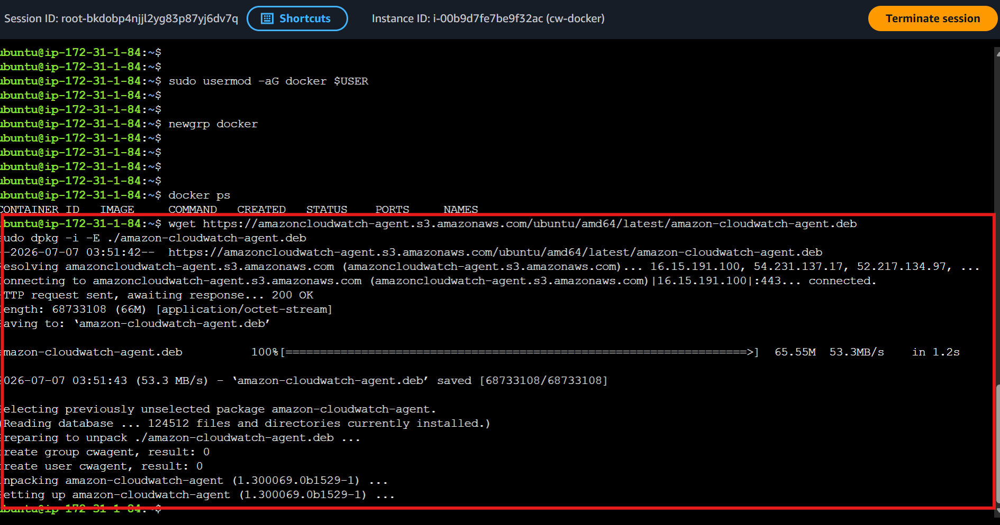 Session ID: root-bkdobp4njjl2yg83p87yj6dv7q Shortcuts Instance ID: i-00b9d7fe7be9f32ac (cw-docker) Terminate session
ubuntu@ip-172-31-1-84:~$
ubuntu@ip-172-31-1-84:~$
ubuntu@ip-172-31-1-84:~$ sudo usermod -aG docker $USER
ubuntu@ip-172-31-1-84:~$
ubuntu@ip-172-31-1-84:~$
ubuntu@ip-172-31-1-84:~$ newgrp docker
ubuntu@ip-172-31-1-84:~$
ubuntu@ip-172-31-1-84:~$
ubuntu@ip-172-31-1-84:~$
ubuntu@ip-172-31-1-84:~$
ubuntu@ip-172-31-1-84:~$ docker ps
CONTAINER ID IMAGE COMMAND CREATED STATUS PORTS NAMES
ubuntu@ip-172-31-1-84:~$ wget https://amazoncloudwatch-agent.s3.amazonaws.com/ubuntu/amd64/latest/amazon-cloudwatch-agent.deb
sudo dpkg -i -E ./amazon-cloudwatch-agent.deb
--2026-07-07 03:51:42-- https://amazoncloudwatch-agent.s3.amazonaws.com/ubuntu/amd64/latest/amazon-cloudwatch-agent.deb
Resolving amazoncloudwatch-agent.s3.amazonaws.com (amazoncloudwatch-agent.s3.amazonaws.com)... 16.15.191.100, 54.231.137.17, 52.217.134.97, ...
Connecting to amazoncloudwatch-agent.s3.amazonaws.com (amazoncloudwatch-agent.s3.amazonaws.com)|16.15.191.100|:443... connected.
HTTP request sent, awaiting response... 200 OK
Length: 68733108 (66M) [application/octet-stream]
Saving to: ‘amazon-cloudwatch-agent.deb’
amazon-cloudwatch-agent.deb 100%[===================================================================>] 65.55M 53.3MB/s in 1.2s
2026-07-07 03:51:43 (53.3 MB/s) - ‘amazon-cloudwatch-agent.deb’ saved [68733108/68733108]
Selecting previously unselected package amazon-cloudwatch-agent.
(Reading database ... 124512 files and directories currently installed.)
Preparing to unpack ./amazon-cloudwatch-agent.deb ...
create group cwagent, result: 0
create user cwagent, result: 0
Unpacking amazon-cloudwatch-agent (1.300069.0b1529-1) ...
Setting up amazon-cloudwatch-agent (1.300069.0b1529-1) ...
ubuntu@ip-172-31-1-84:~$